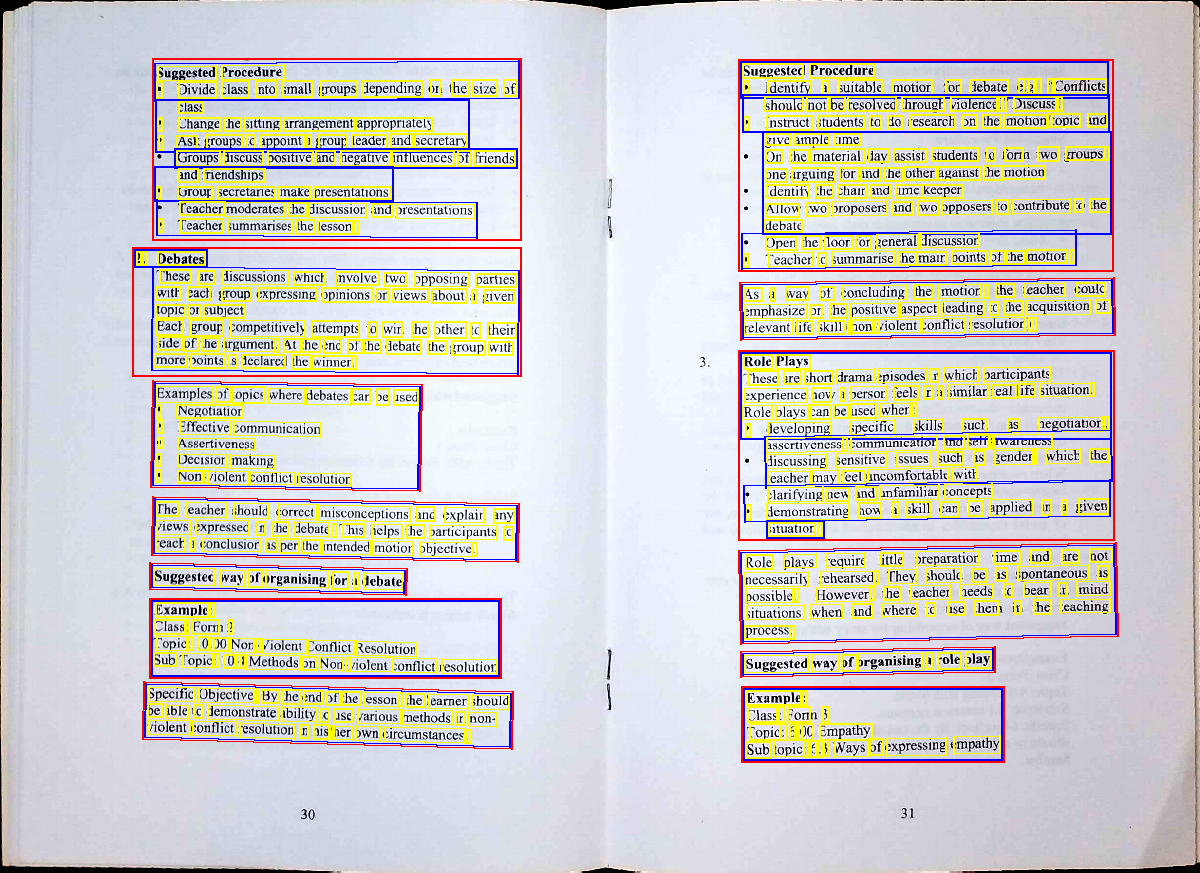 Suggested Procedure
• Divide class into small groups depending on the size of
class
• Change the sitting arrangement appropriately
• Ask groups to appoint a group leader and secretary
• Groups discuss positive and negative influences of friends
and friendships
• Group secretaries make presentations
• Teacher moderates the discussion and presentations
• Teacher summarises the lesson
2. Debates
These are discussions which involve two opposing parties
with each group expressing opinions or views about a given
topic or subject
Each group competitively attempts to win the other to their
side of the argument. At the end of the debate the group with
more points is declared the winner.
Examples of topics where debates can be used
• Negotiation
• Effective communication
• Assertiveness
• Decision making
• Non-violent conflict resolution
The teacher should correct misconceptions and explain any
views expressed in the debate. This helps the participants to
reach a conclusion as per the intended motion objective.
Suggested way of organising for a debate
Example:
Class: Form 2
Topic: 10.00 Non-Violent Conflict Resolution
Sub Topic: Methods on Non-violent conflict resolution
Specific Objective: By the end of the lesson the learner should
be able to demonstrate ability to use various methods in non-
violent conflict resolution in his/her own circumstances.
30
Suggested Procedure
• Identify a suitable motion for debate e.g. "Conflicts
should not be resolved through violence." Discuss.
• Instruct students to do research on the motion/topic and
give ample time
• On the material day assist students to form two groups
one arguing for and the other against the motion
• Identify the chair and time keeper
• Allow two proposers and two opposers to contribute to the
debate
• Open the floor for general discussion
• Teacher to summarise the main points of the motion
As a way of concluding the motion, the teacher could
emphasize on the positive aspect leading to the acquisition of
relevant life skill (non-violent conflict resolution.)
3. Role Plays
These are short drama episodes in which participants
experience how a person feels in a similar real life situation.
Role plays can be used when:
• developing specific skills such as negotiation,
assertiveness, communication and self-awareness
• discussing sensitive issues such as gender which the
teacher may feel uncomfortable with
• clarifying new and unfamiliar concepts
• demonstrating how a skill can be applied in a given
situation
Role plays require little preparation time and are not
necessarily rehearsed. They should be as spontaneous as
possible. However, the teacher needs to bear in mind
situations when and where to use them in the teaching
process.
Suggested way of organising a role play
Example:
Class: Form 3
Topic: 5.00 Empathy
Sub topic: 5.3 Ways of expressing empathy
31